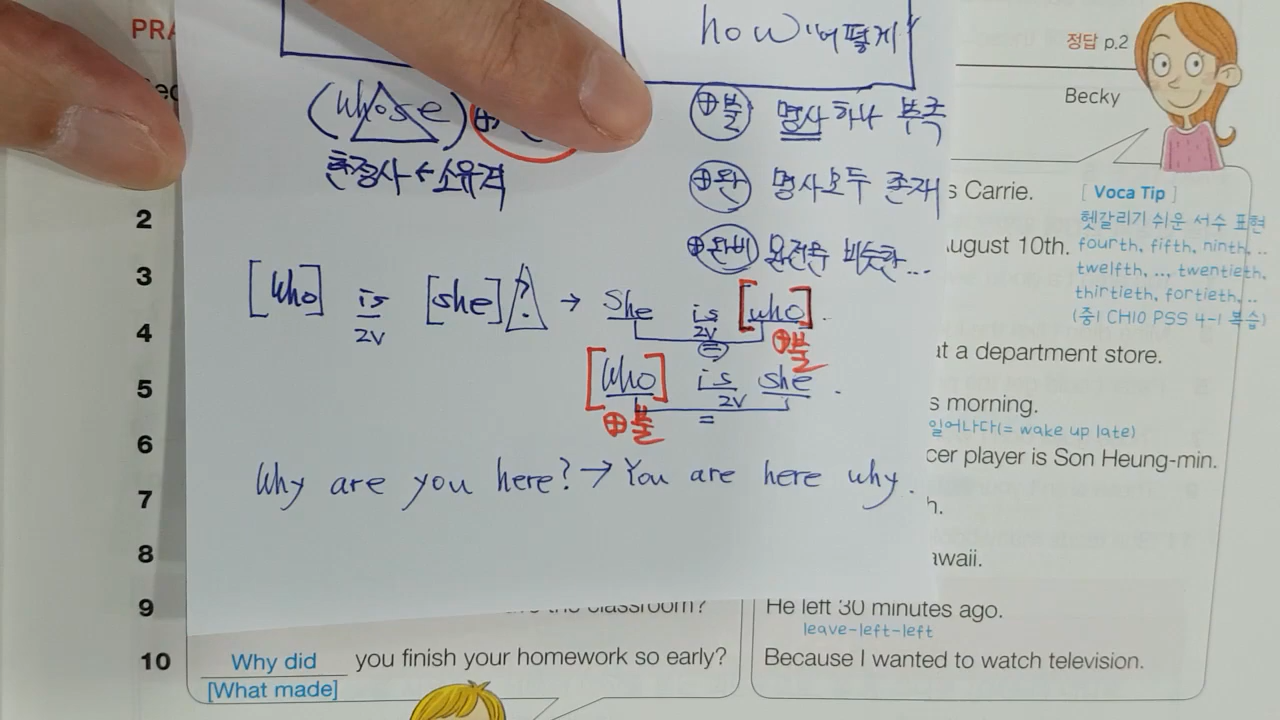 PRA
how '어떻게
정답 p.2
Becky
(whose) ⊕
한정사 ← 소유격
⊕불 명사 하나 부족
⊕완 명사 모두 존재
⊕완비 완전은 비슷한...
s Carrie.
[ Voca Tip ]
헷갈리기 쉬운 서수 표현
ugust 10th.
fourth, fifth, ninth, ..
twelfth, .., twentieth,
thirtieth, fortieth, ..
(중1 CH10 PSS 4-1 복습)
2
3
4
5
6
7
8
9
10
[Who] is [she]? → She is [who].
2V 2V
= ⊕불
at a department store.
[Who] is she.
2V
⊕불 =
s morning.
일어나다(= wake up late)
cer player is Son Heung-min.
Why are you here? → You are here why.
h.
awaii.
classroom?
He left 30 minutes ago.
leave-left-left
Why did you finish your homework so early?
[What made]
Because I wanted to watch television.